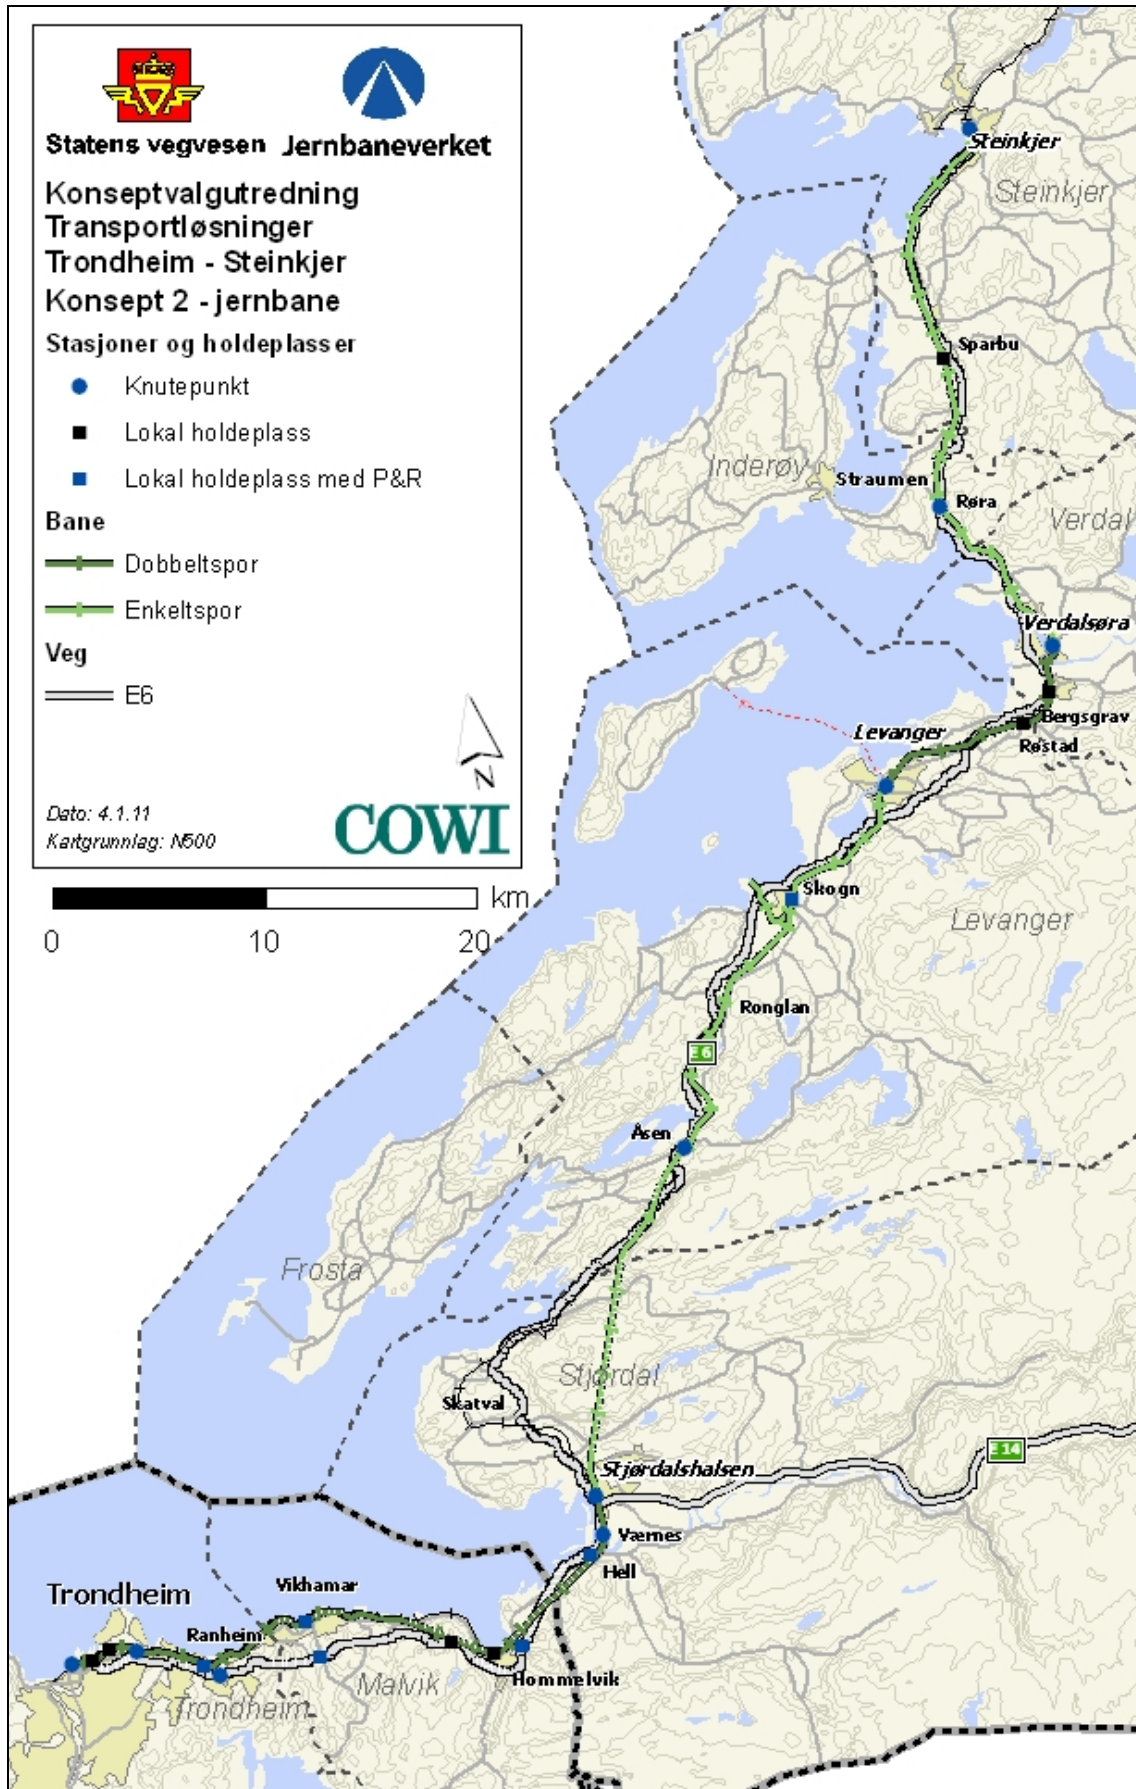 Statens vegvesen Jernbaneverket
Konseptvalgutredning
Transportløsninger
Trondheim - Steinkjer
Konsept 2 - jernbane
Stasjoner og holdeplasser
Knutepunkt
Lokal holdeplass
Lokal holdeplass med P&R
Bane
Dobbeltspor
Enkeltspor
Veg
E6
N
Dato: 4.1.11
Kartgrunnlag: N500
COWI
km
0 10 20
Steinkjer
Steinkjer
Sparbu
Inderøy
Straumen
Røra
Verdal
Verdalsøra
Bergsgrav
Røstad
Levanger
Skogn
Levanger
Ronglan
E6
Åsen
Frosta
Stjørdal
Skatval
E14
Stjørdalshalsen
Værnes
Hell
Vikhamar
Trondheim
Ranheim
Hommelvik
Malvik
Trondheim